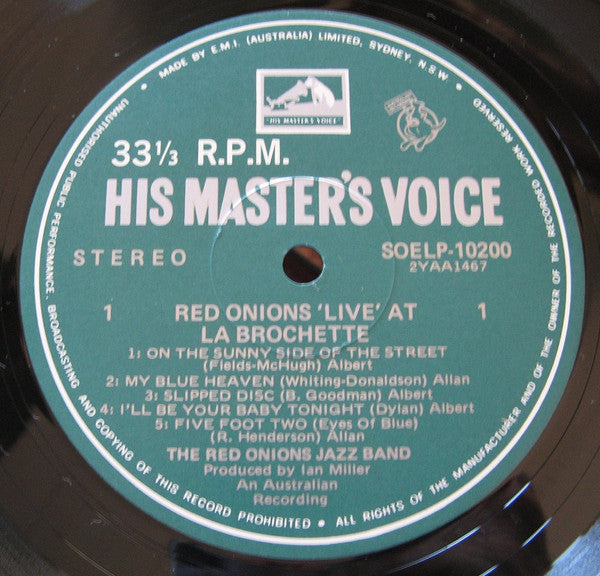 MADE BY E.M.I. (AUSTRALIA) LIMITED, SYDNEY, N.S.W. • ALL RIGHTS OF THE MANUFACTURER AND OF THE OWNER OF THE RECORDED WORK RESERVED
UNAUTHORISED PUBLIC PERFORMANCE, BROADCASTING AND COPYING OF THIS RECORD PROHIBITED •
"HIS MASTER'S VOICE"
33 1/3 R.P.M.
HIS MASTER'S VOICE
STEREO
SOELP-10200
2YAA1467
1 RED ONIONS 'LIVE' AT 1
LA BROCHETTE
1: ON THE SUNNY SIDE OF THE STREET
(Fields-McHugh) Albert
2: MY BLUE HEAVEN (Whiting-Donaldson) Allan
3: SLIPPED DISC (B. Goodman) Albert
4: I'LL BE YOUR BABY TONIGHT (Dylan) Albert
5: FIVE FOOT TWO (Eyes of Blue)
(R. Henderson) Allan
THE RED ONIONS JAZZ BAND
Produced by Ian Miller
An Australian
Recording